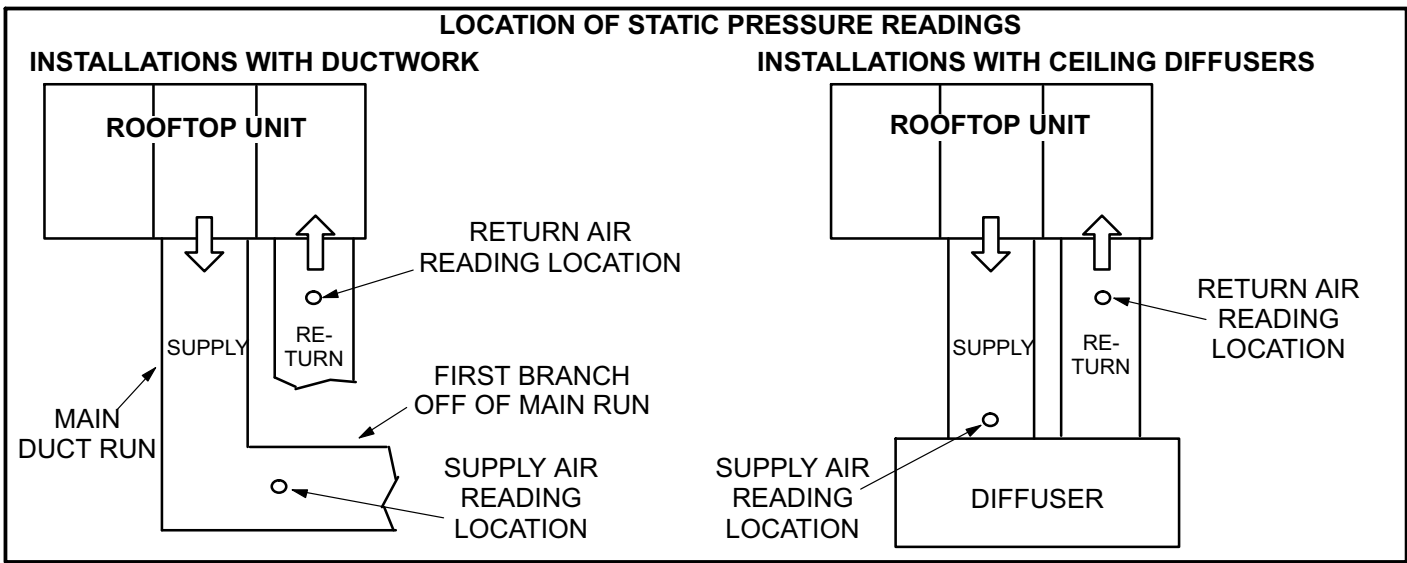 LOCATION OF STATIC PRESSURE READINGS
INSTALLATIONS WITH DUCTWORK
ROOFTOP UNIT
RETURN AIR
READING LOCATION
SUPPLY
RE-
TURN
FIRST BRANCH
OFF OF MAIN RUN
MAIN
DUCT RUN
SUPPLY AIR
READING
LOCATION
INSTALLATIONS WITH CEILING DIFFUSERS
ROOFTOP UNIT
RETURN AIR
READING
LOCATION
SUPPLY
RE-
TURN
SUPPLY AIR
READING
LOCATION
DIFFUSER